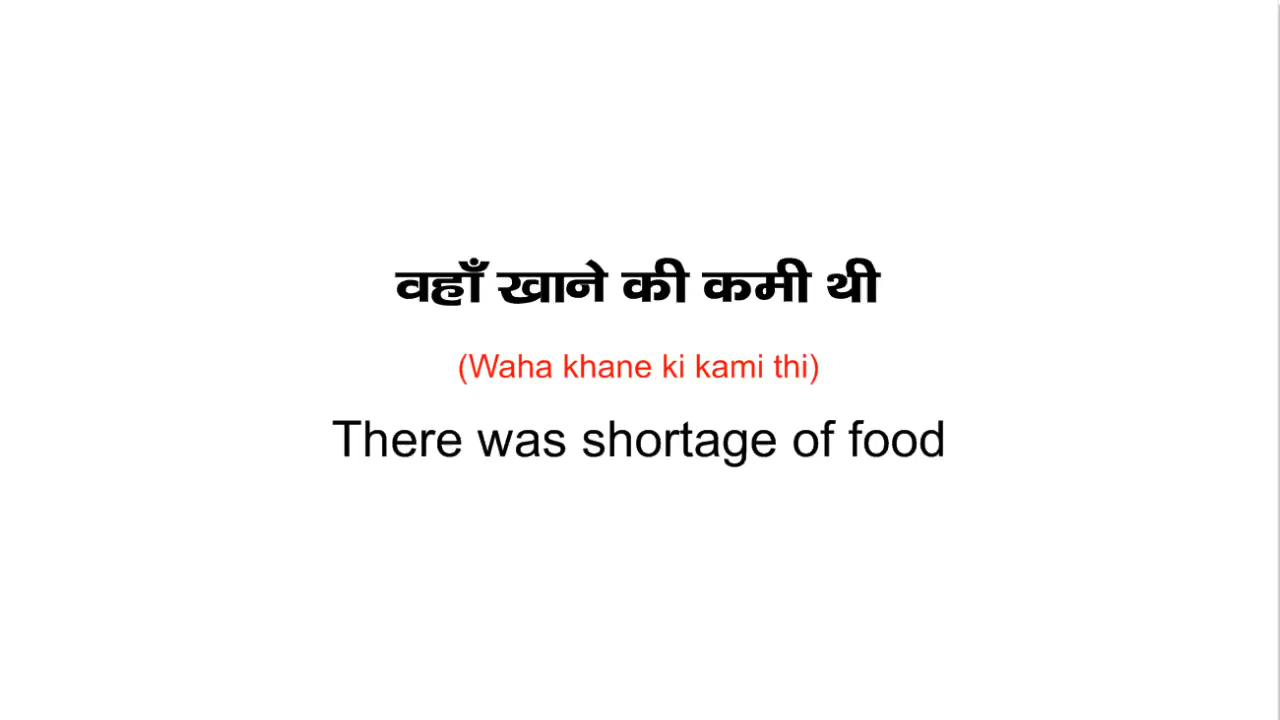 वहाँ खाने की कमी थी
(Waha khane ki kami thi)
There was shortage of food